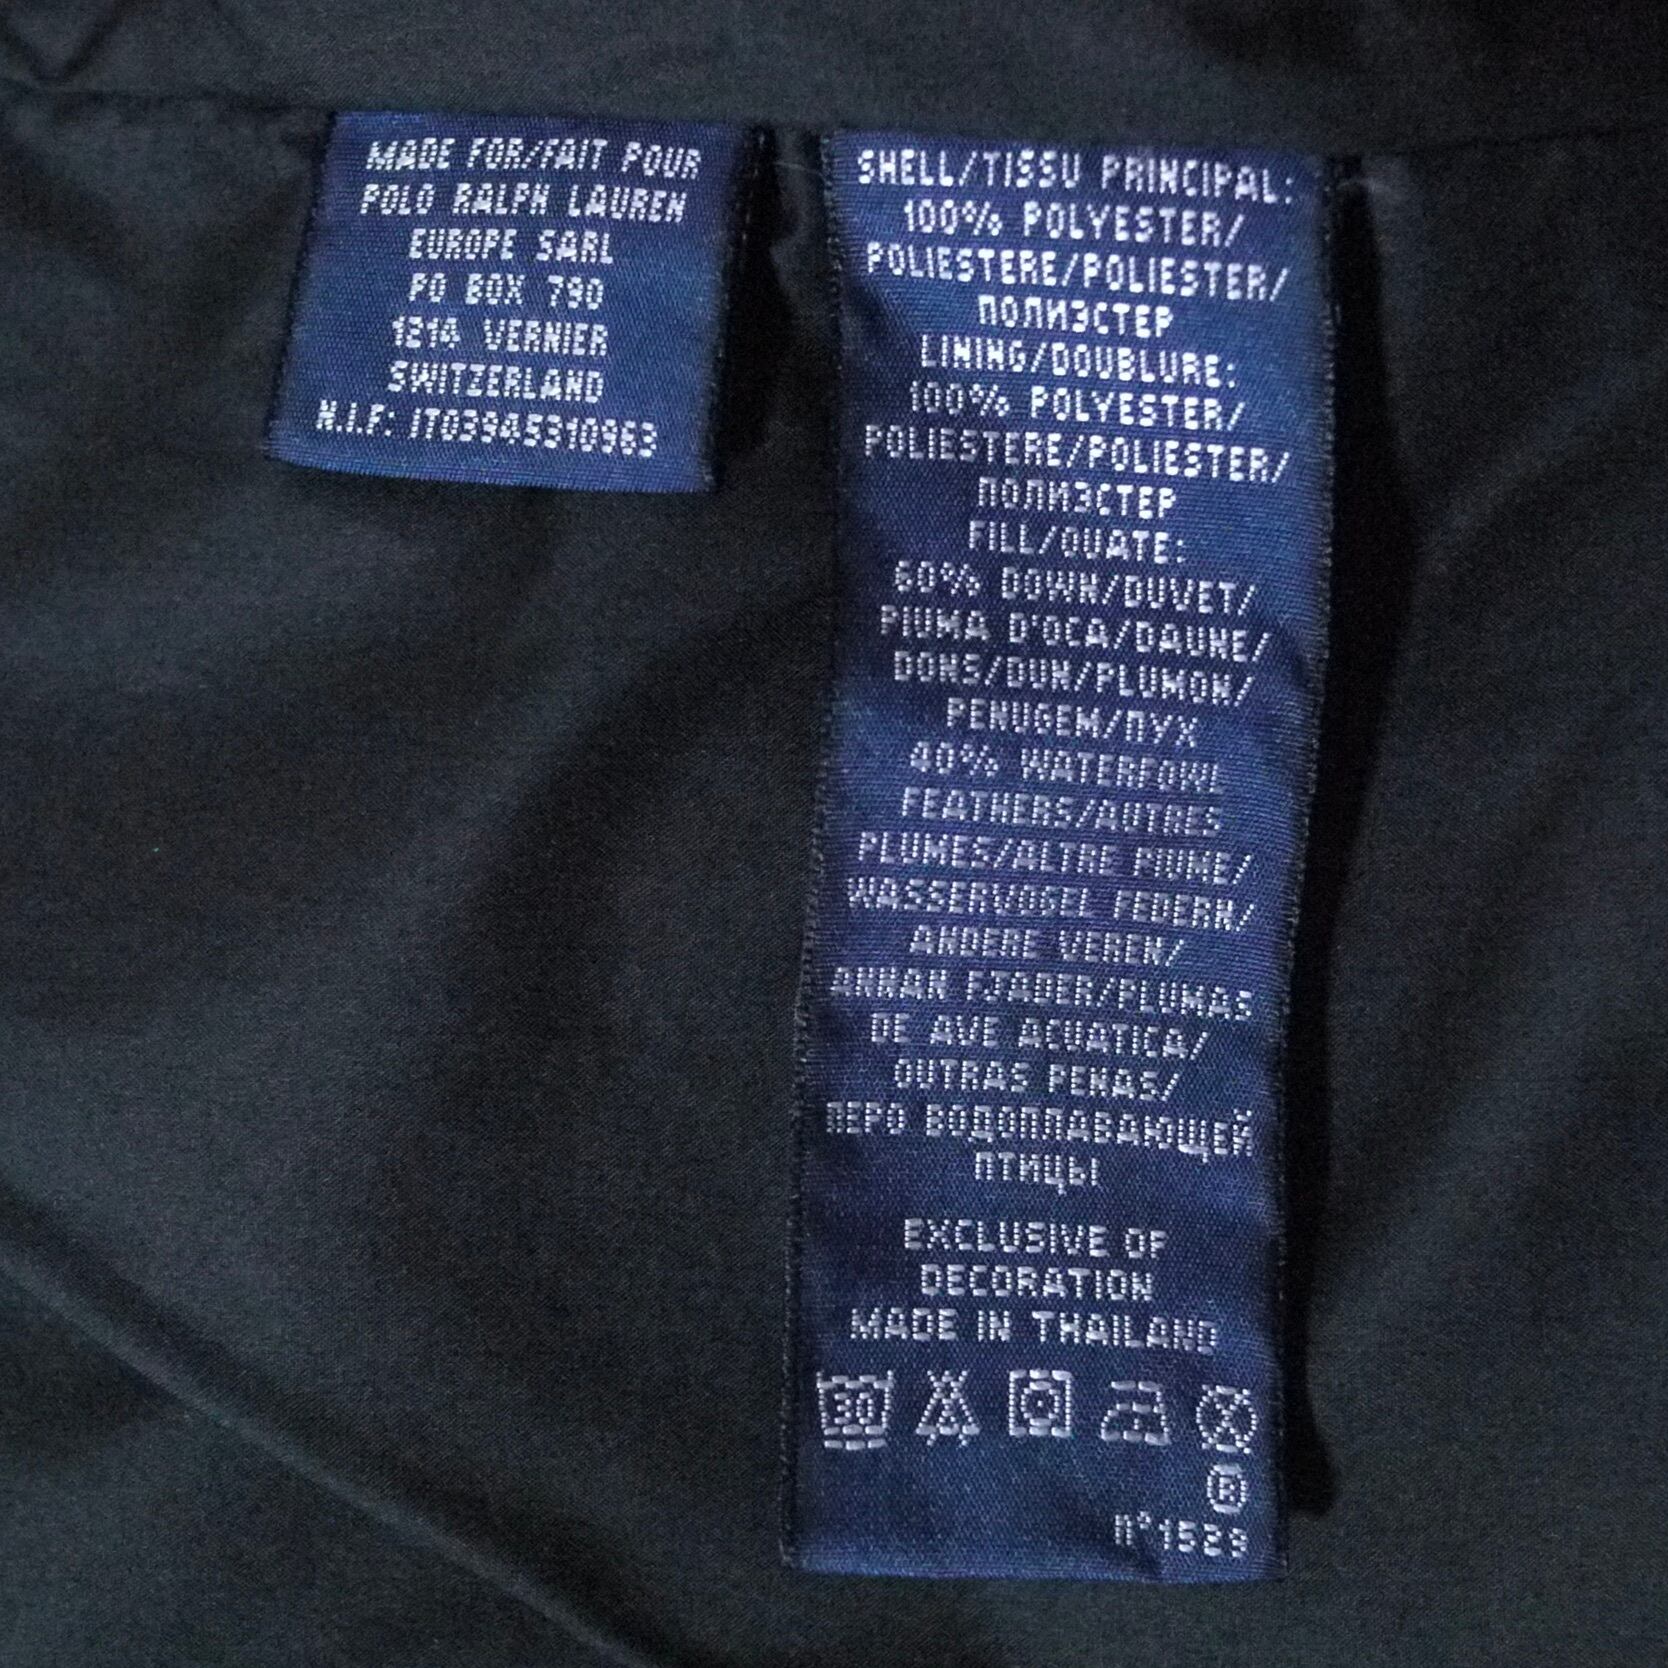 MADE FOR/FAIT POUR
POLO RALPH LAUREN
EUROPE SARL
PO BOX 790
1214 VERNIER
SWITZERLAND
N.I.F: IT03945310963
SHELL/TISSU PRINCIPAL:
100% POLYESTER/
POLIESTERE/POLIESTER/
ПОЛИЭСТЕР
LINING/DOUBLURE:
100% POLYESTER/
POLIESTERE/POLIESTER/
ПОЛИЭСТЕР
FILL/OUATE:
60% DOWN/DUVET/
PIUMA D'OCA/DAUNE/
DONS/DUN/PLUMON/
PENUGEM/ПУХ
40% WATERFOWL
FEATHERS/AUTRES
PLUMES/ALTRE PIUME/
WASSERVOGEL FEDERN/
ANDERE VEREN/
ANNAN FJADER/PLUMAS
DE AVE ACUATICA/
OUTRAS PENAS/
ПЕРО ВОДОПЛАВАЮЩЕЙ
ПТИЦЫ
EXCLUSIVE OF
DECORATION
MADE IN THAILAND
30
®
n°1529